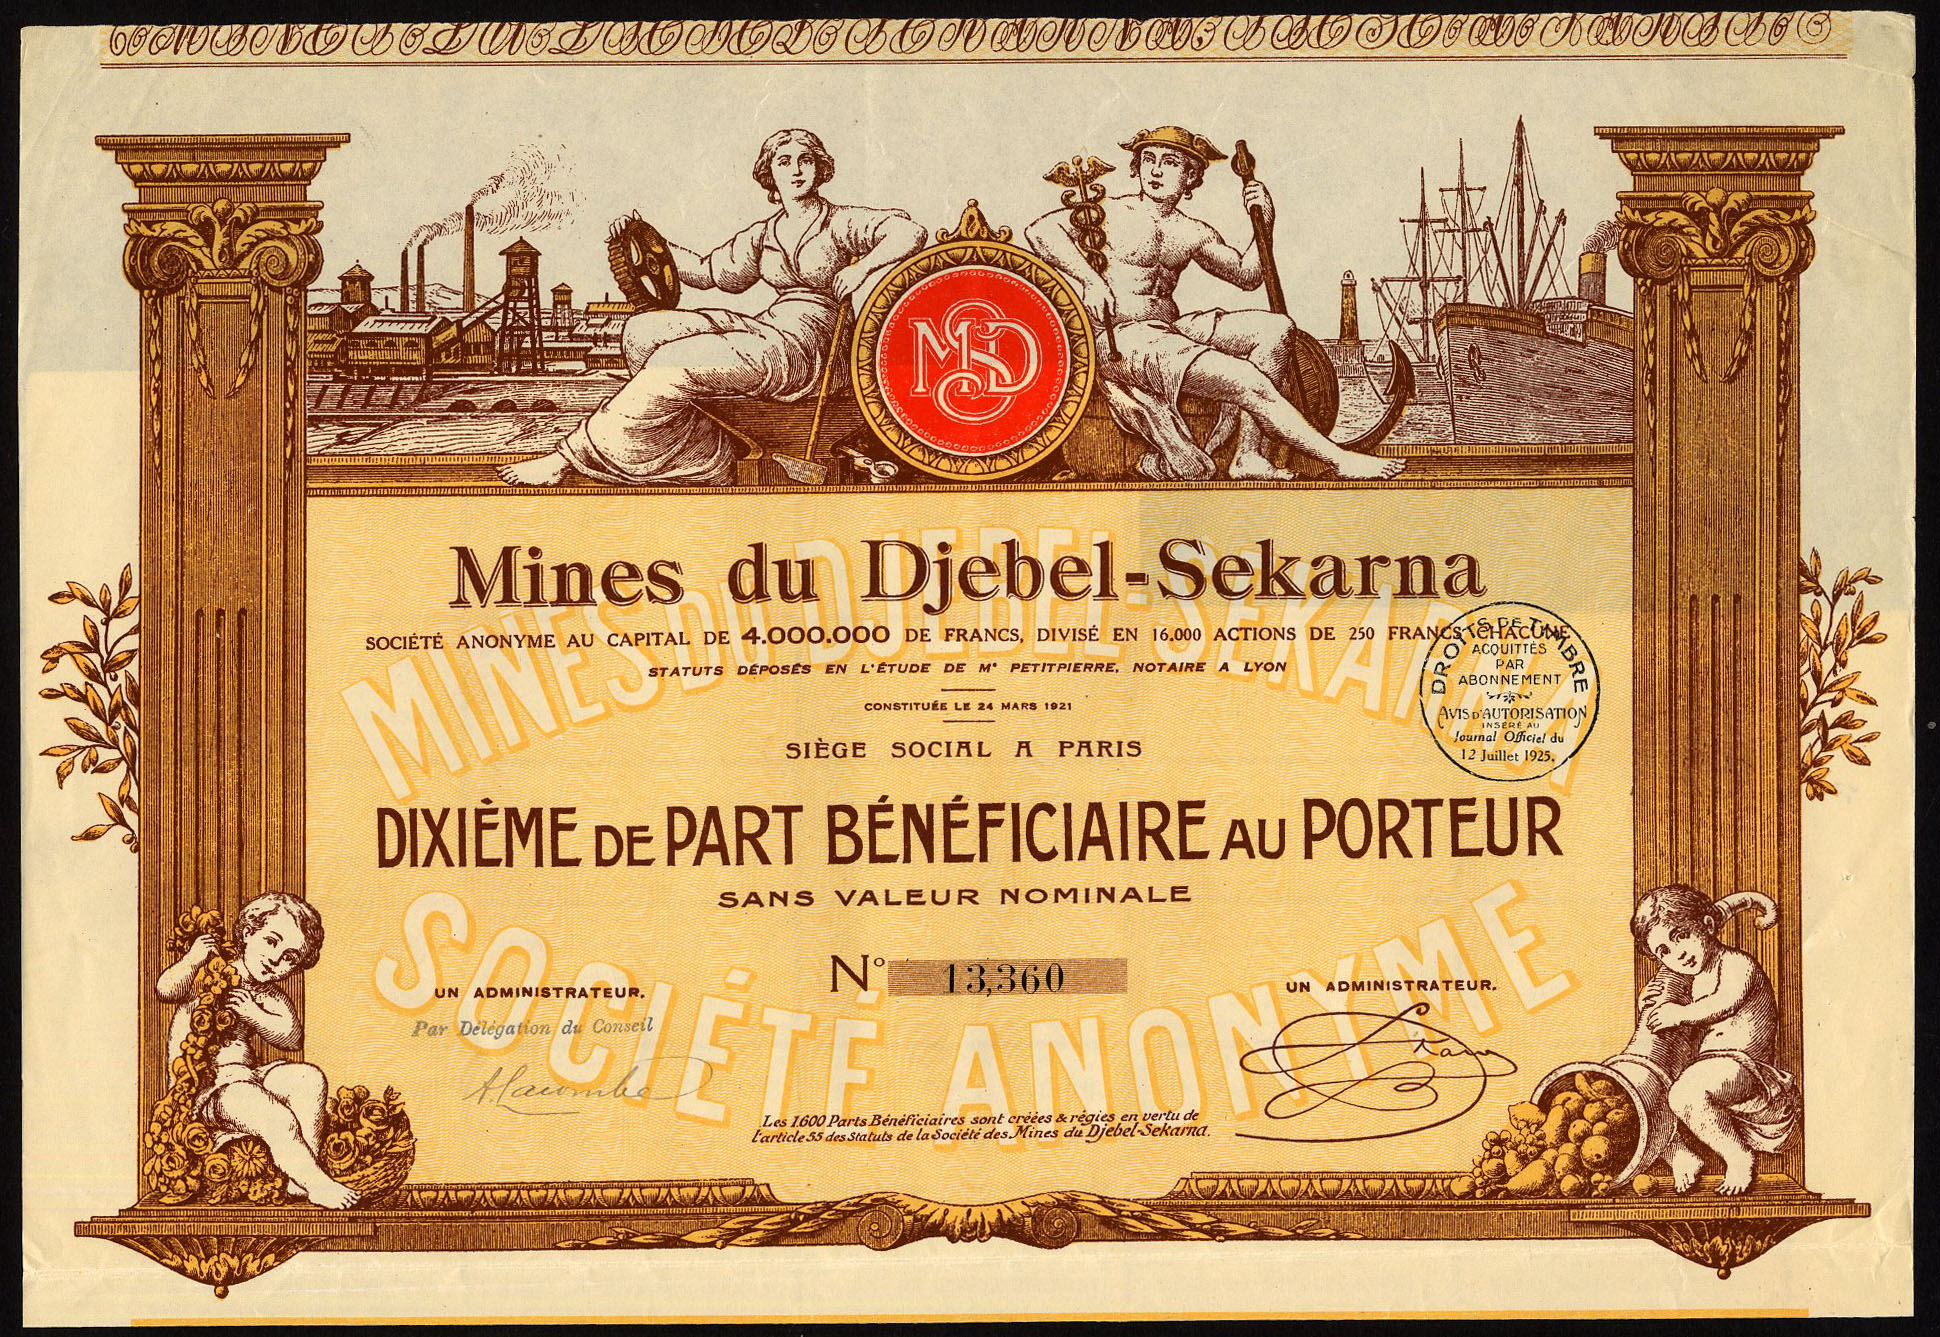 MSD
Mines du Djebel-Sekarna
MINES DU DJEBEL-SEKARNA
SOCIÉTÉ ANONYME AU CAPITAL DE 4.000.000 DE FRANCS, DIVISÉ EN 16.000 ACTIONS DE 250 FRANCS CHACUNE
STATUTS DÉPOSÉS EN L'ÉTUDE DE Mᵉ PETITPIERRE, NOTAIRE A LYON
CONSTITUÉE LE 24 MARS 1921
SIÈGE SOCIAL A PARIS
DROITS DE TIMBRE
ACQUITTÉS
PAR
ABONNEMENT
AVIS D'AUTORISATION
INSÉRÉ AU
Journal Officiel du
12 Juillet 1925.
DIXIÈME DE PART BÉNÉFICIAIRE AU PORTEUR
SANS VALEUR NOMINALE
SOCIÉTÉ ANONYME
Nº 13,360
UN ADMINISTRATEUR.
Par Délégation du Conseil
A. Lacombe
UN ADMINISTRATEUR.
Les 1.600 Parts Bénéficiaires sont créées & régies en vertu de
l'article 55 des Statuts de la Société des Mines du Djebel-Sekarna.